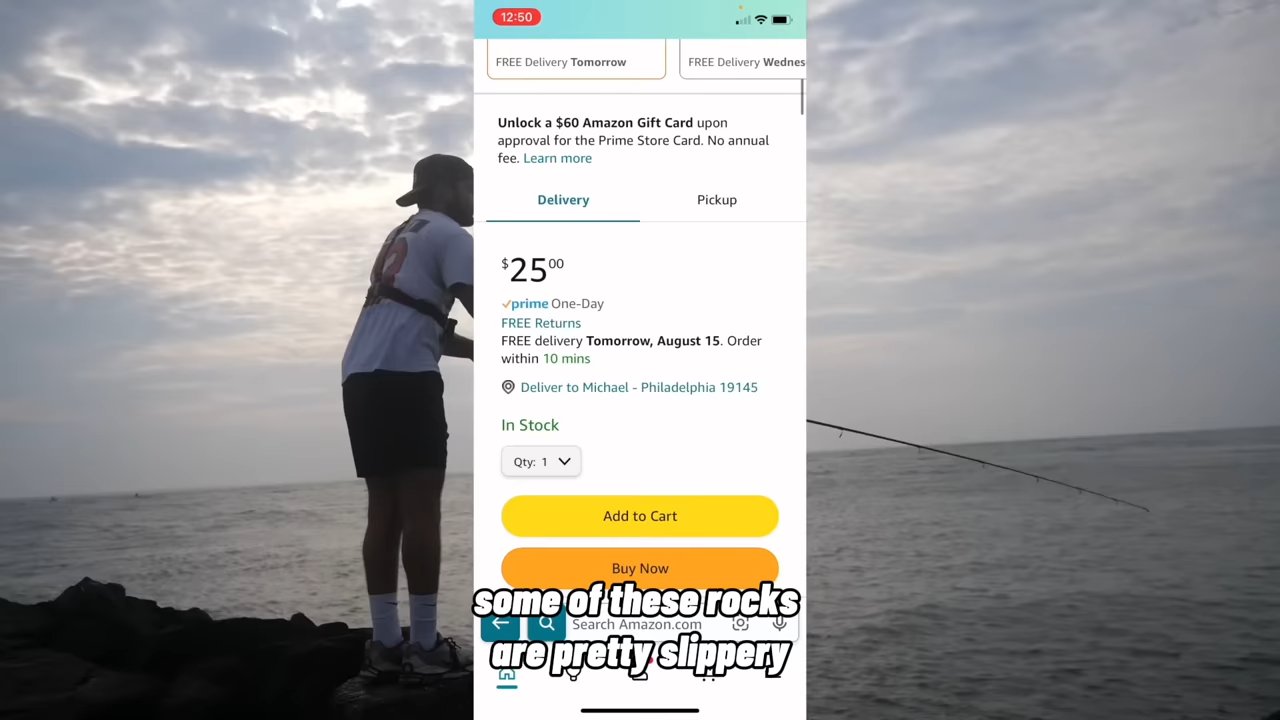 12:50
FREE Delivery Tomorrow
FREE Delivery Wednes
Unlock a $60 Amazon Gift Card upon
approval for the Prime Store Card. No annual
fee. Learn more
Delivery
Pickup
$25 00
prime One-Day
FREE Returns
FREE delivery Tomorrow, August 15. Order
within 10 mins
Deliver to Michael - Philadelphia 19145
In Stock
Qty: 1
Add to Cart
Buy Now
some of these rocks
Search Amazon.com
are pretty slippery